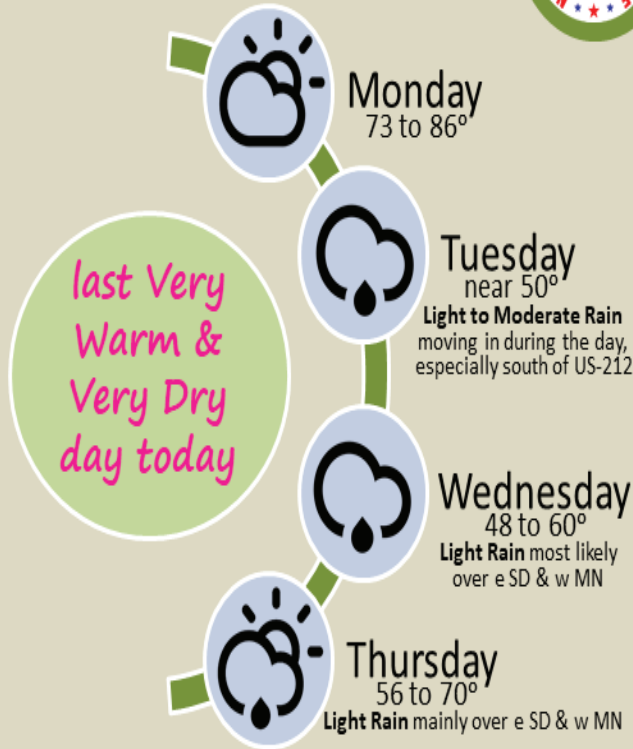 Monday
73 to 86°
last Very
Warm &
Very Dry
day today
Tuesday
near 50°
Light to Moderate Rain
moving in during the day,
especially south of US-212
Wednesday
48 to 60°
Light Rain most likely
over e SD & w MN
Thursday
56 to 70°
Light Rain mainly over e SD & w MN